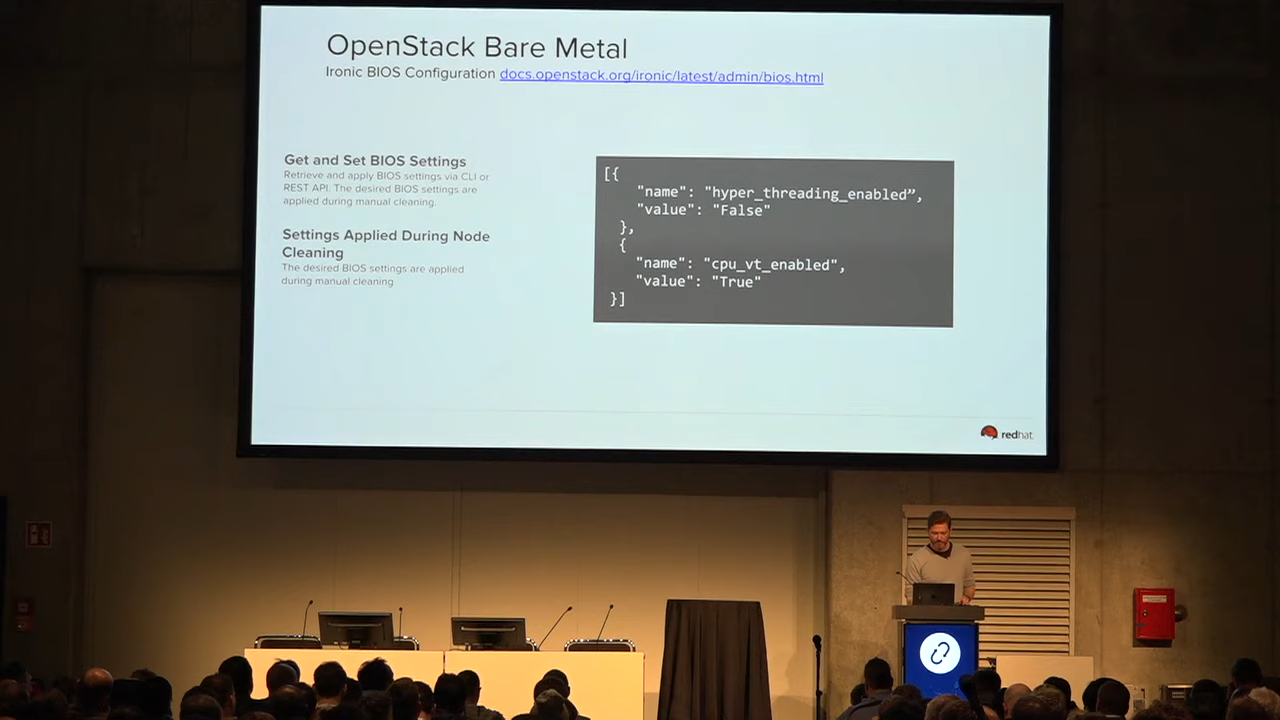 OpenStack Bare Metal
Ironic BIOS Configuration docs.openstack.org/ironic/latest/admin/bios.html
Get and Set BIOS Settings
Retrieve and apply BIOS settings via CLI or
REST API. The desired BIOS settings are
applied during manual cleaning.
Settings Applied During Node
Cleaning
The desired BIOS settings are applied
during manual cleaning
[{
"name": "hyper_threading_enabled”,
"value": "False"
},
{
"name": "cpu_vt_enabled",
"value": "True"
}]
redhat